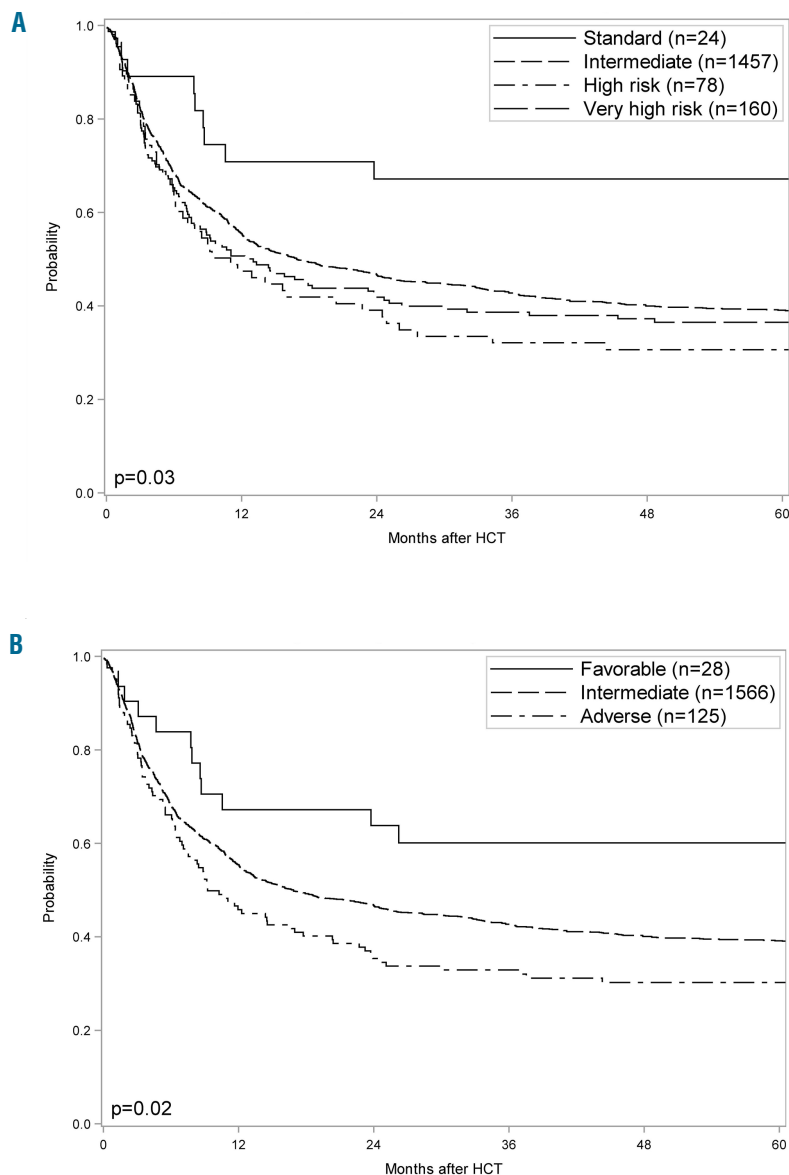 A
1.0
0.8
0.6
0.4
0.2
0.0
Probability
Standard (n=24)
Intermediate (n=1457)
High risk (n=78)
Very high risk (n=160)
p=0.03
0 12 24 36 48 60
Months after HCT
B
1.0
0.8
0.6
0.4
0.2
0.0
Probability
Favorable (n=28)
Intermediate (n=1566)
Adverse (n=125)
p=0.02
0 12 24 36 48 60
Months after HCT